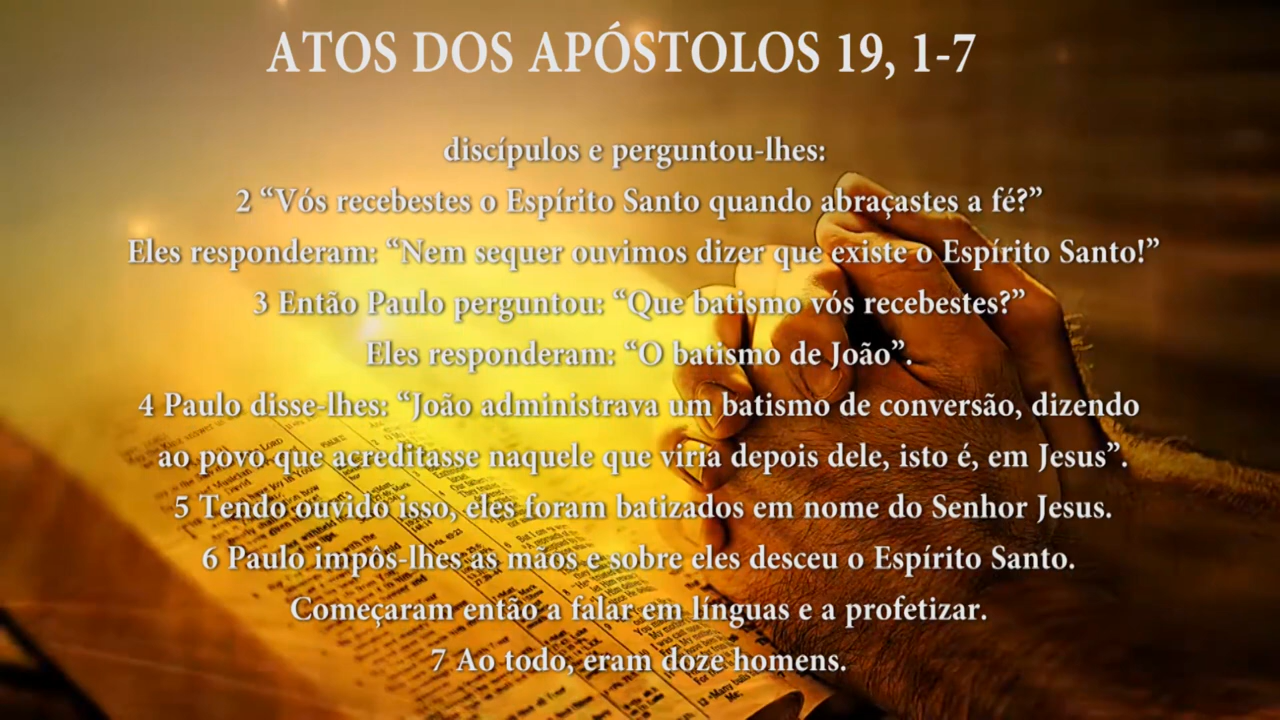 ATOS DOS APÓSTOLOS 19, 1-7
discípulos e perguntou-lhes:
2 “Vós recebestes o Espírito Santo quando abraçastes a fé?”
Eles responderam: “Nem sequer ouvimos dizer que existe o Espírito Santo!”
3 Então Paulo perguntou: “Que batismo vós recebestes?”
Eles responderam: “O batismo de João”.
4 Paulo disse-lhes: “João administrava um batismo de conversão, dizendo
ao povo que acreditasse naquele que viria depois dele, isto é, em Jesus”.
5 Tendo ouvido isso, eles foram batizados em nome do Senhor Jesus.
6 Paulo impôs-lhes as mãos e sobre eles desceu o Espírito Santo.
Começaram então a falar em línguas e a profetizar.
7 Ao todo, eram doze homens.